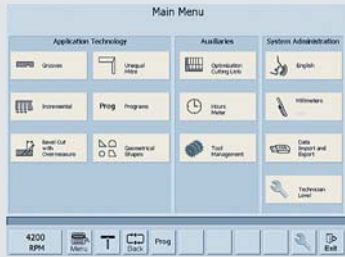 Main Menu
Application Technology
Auxiliaries
System Administration
Grooves
Unequal
Mitre
Optimisation
Cutting Lists
English
Incremental
Prog Programs
Hours
Meter
Millimeters
Bevel Cut
with
Overmeasure
Geometrical
Shapes
Tool
Management
Data
Import and
Export
Technician
Level
4200
RPM
Menu
Back
Prog
Exit